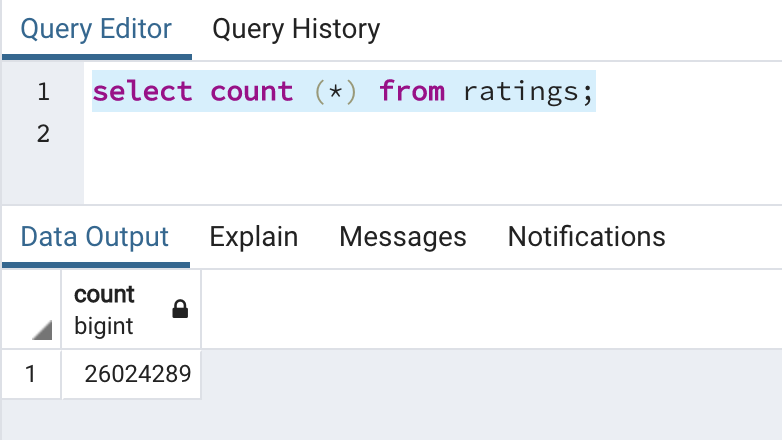 Query Editor Query History
1 select count (*) from ratings;
2
Data Output Explain Messages Notifications
count
bigint
1 26024289